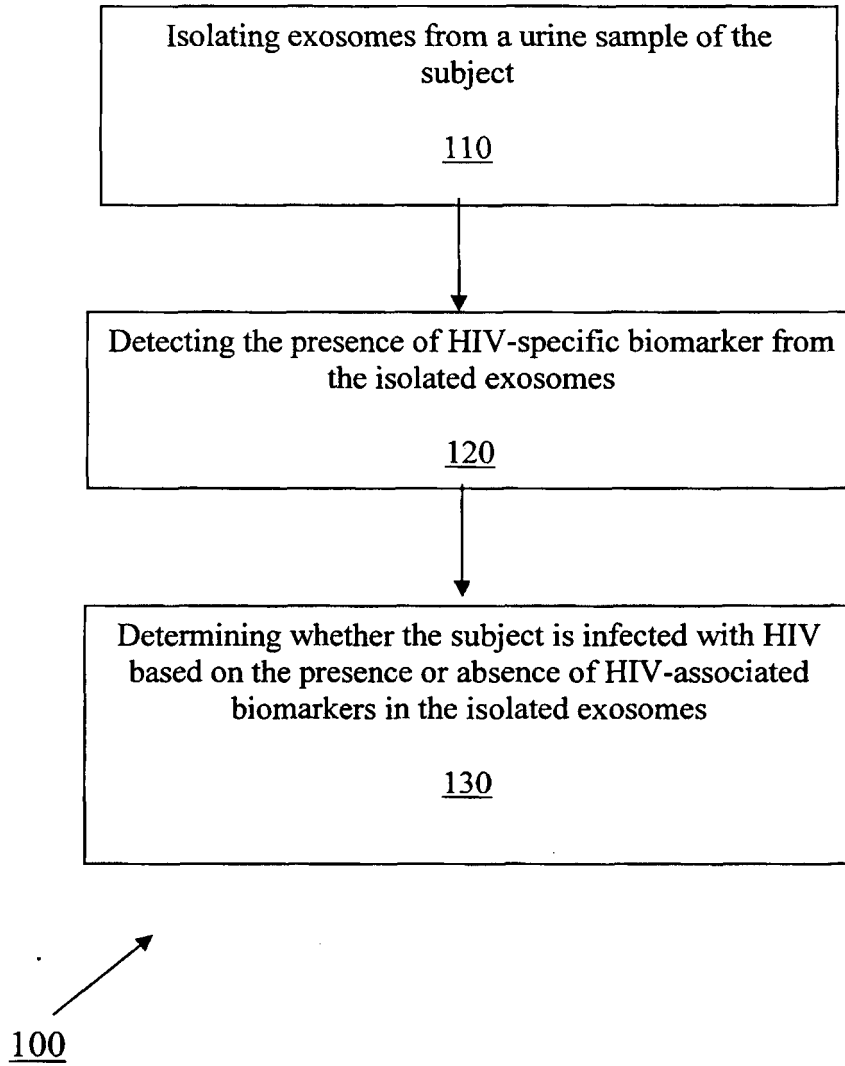 Isolating exosomes from a urine sample of the
subject
110
Detecting the presence of HIV-specific biomarker from
the isolated exosomes
120
Determining whether the subject is infected with HIV
based on the presence or absence of HIV-associated
biomarkers in the isolated exosomes
130
100